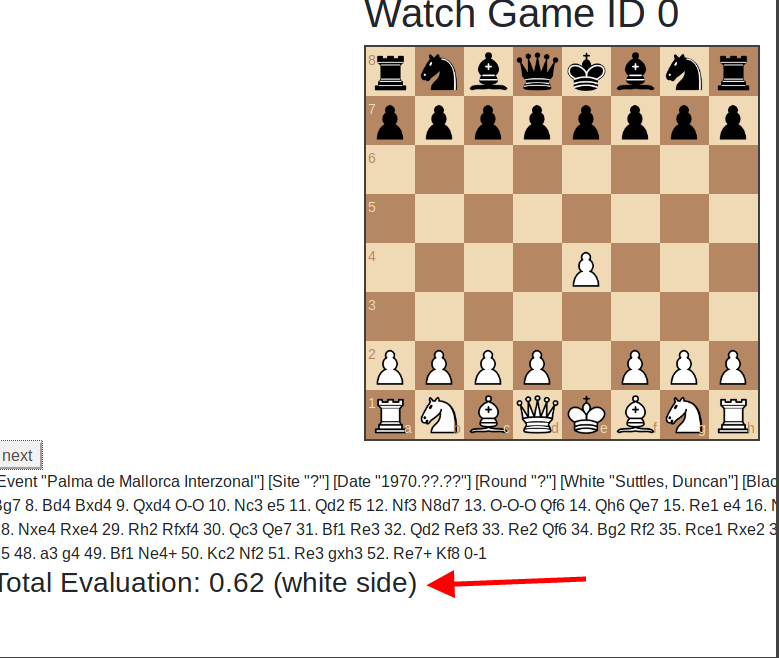 Watch Game ID 0
8
7
6
5
4
3
2
1
a b c d e f g h
next
Event "Palma de Mallorca Interzonal"] [Site "?"] [Date "1970.??.??"] [Round "?"] [White "Suttles, Duncan"] [Blac
g7 8. Bd4 Bxd4 9. Qxd4 O-O 10. Nc3 e5 11. Qd2 f5 12. Nf3 N8d7 13. O-O-O Qf6 14. Qh6 Qe7 15. Re1 e4 16.
8. Nxe4 Rxe4 29. Rh2 Rfxf4 30. Qc3 Qe7 31. Bf1 Re3 32. Qd2 Ref3 33. Re2 Qf6 34. Bg2 Rf2 35. Rce1 Rxe2 3
5 48. a3 g4 49. Bf1 Ne4+ 50. Kc2 Nf2 51. Re3 gxh3 52. Re7+ Kf8 0-1
Total Evaluation: 0.62 (white side)